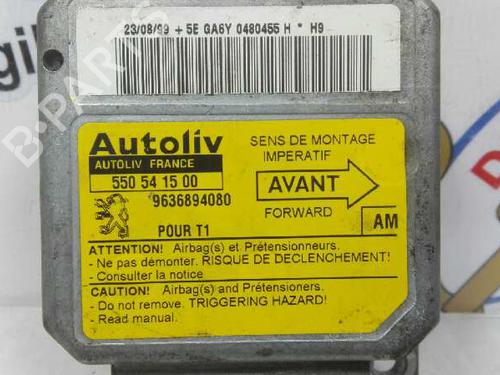 23/08/99 + 5E GA6Y 0480455 H * H9
Autoliv
AUTOLIV FRANCE
550 54 15 00
9636894080
POUR T1
SENS DE MONTAGE
IMPERATIF
AVANT
FORWARD
AM
ATTENTION! Airbag(s) et Prétensionneurs.
- Ne pas démonter. RISQUE DE DECLENCHEMENT!
- Consulter la notice
CAUTION! Airbag(s) and Pretensioners.
- Do not remove. TRIGGERING HAZARD!
- Read manual.
B-PARTS